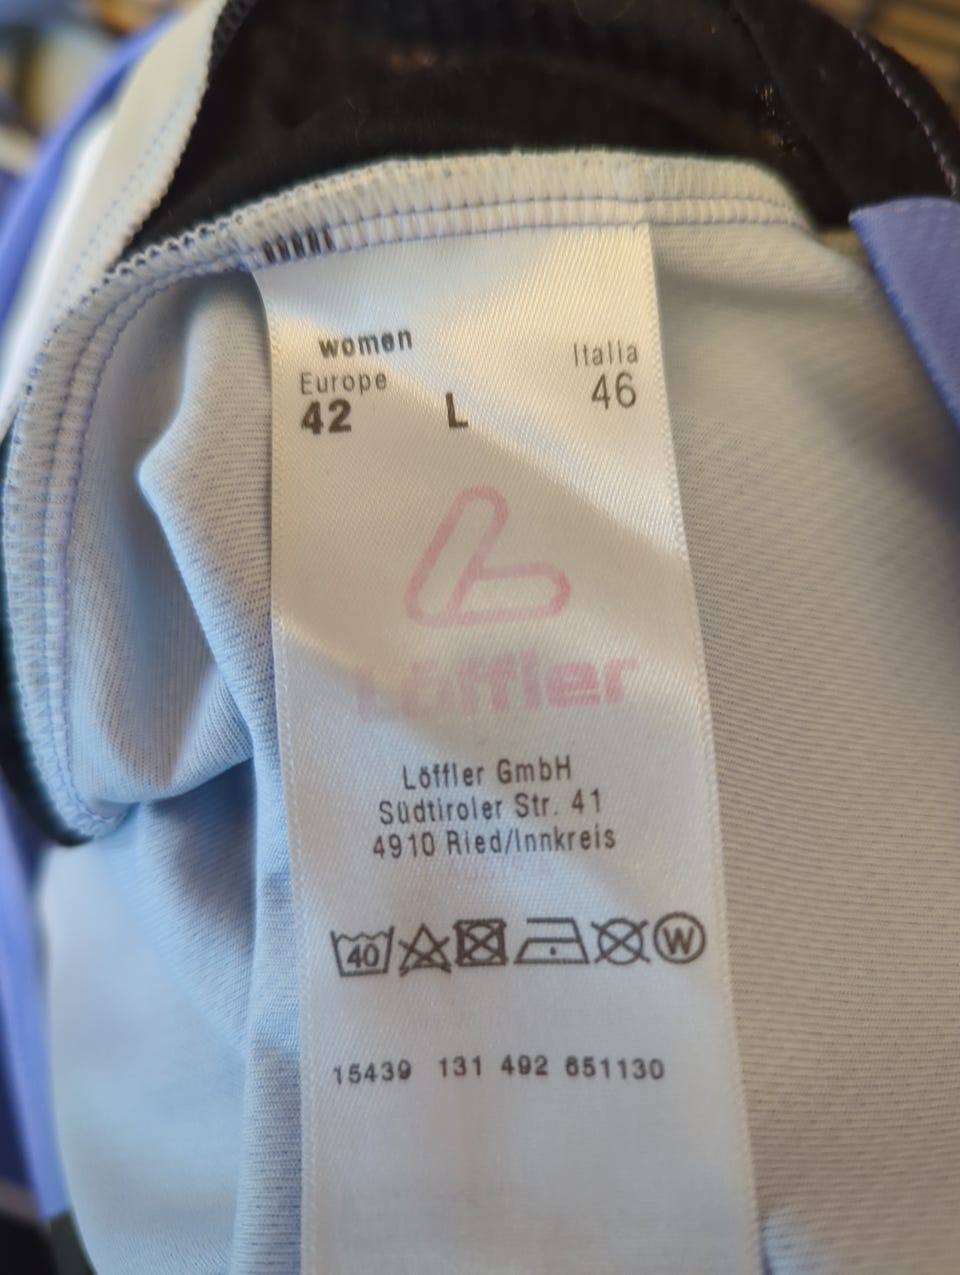 women
Europe Italia
42 L 46
Löffler
Löffler GmbH
Südtiroler Str. 41
4910 Ried/Innkreis
40 W
15439 131 492 651130